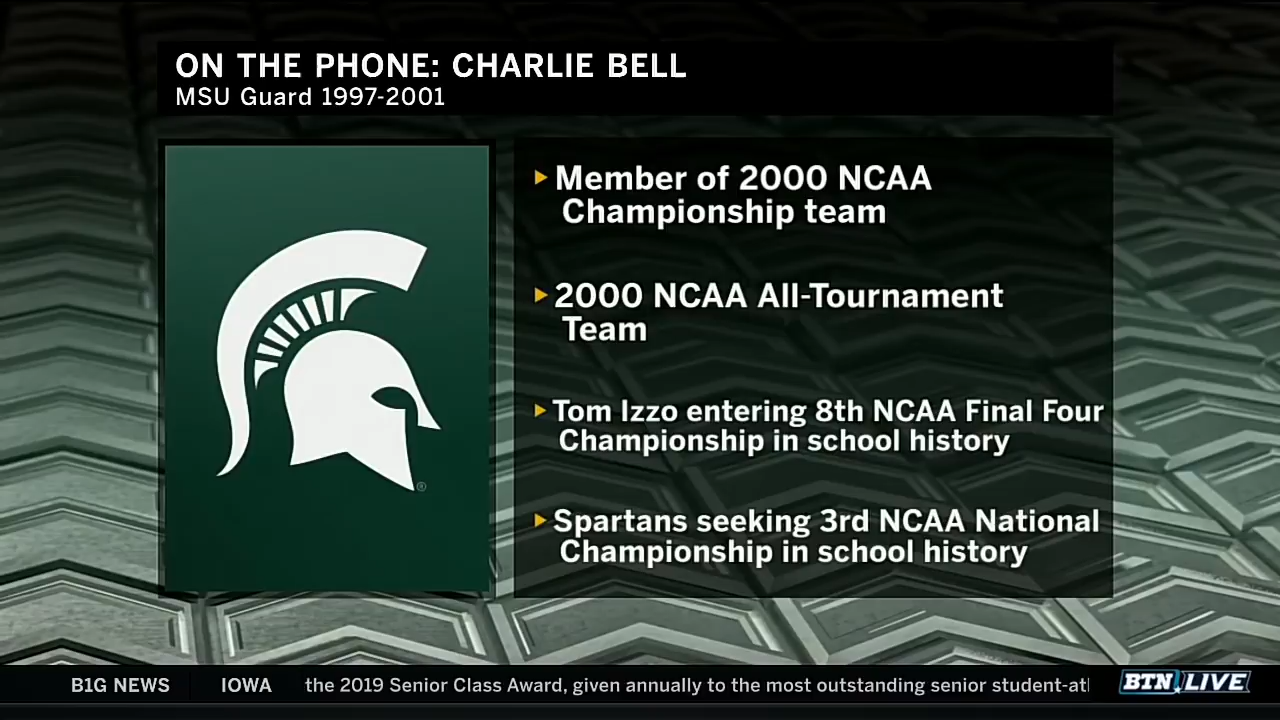 ON THE PHONE: CHARLIE BELL
MSU Guard 1997-2001
Member of 2000 NCAA
Championship team
2000 NCAA All-Tournament
Team
Tom Izzo entering 8th NCAA Final Four
Championship in school history
Spartans seeking 3rd NCAA National
Championship in school history
®
B1G NEWS IOWA the 2019 Senior Class Award, given annually to the most outstanding senior student-at BTN LIVE